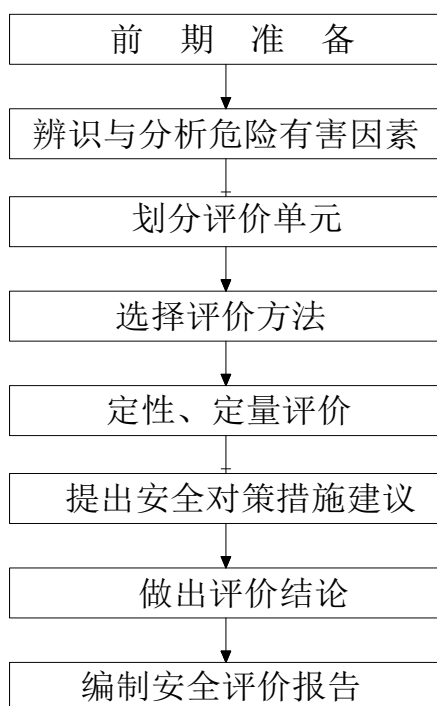 前 期 准 备
辨识与分析危险有害因素
划分评价单元
选择评价方法
定性、定量评价
提出安全对策措施建议
做出评价结论
编制安全评价报告